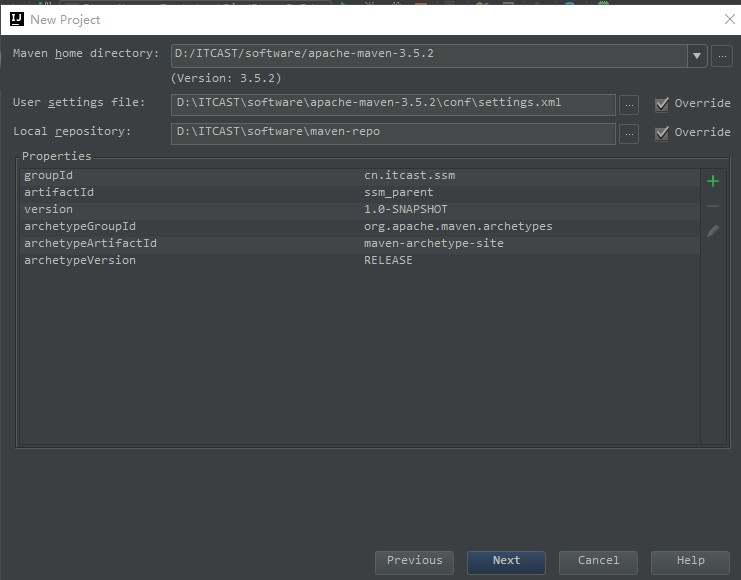 IJ New Project
Maven home directory: D:/ITCAST/software/apache-maven-3.5.2 ...
(Version: 3.5.2)
User settings file: D:\ITCAST\software\apache-maven-3.5.2\conf\settings.xml ... Override
Local repository: D:\ITCAST\software\maven-repo ... Override
Properties
groupId cn.itcast.ssm
artifactId ssm_parent
version 1.0-SNAPSHOT
archetypeGroupId org.apache.maven.archetypes
archetypeArtifactId maven-archetype-site
archetypeVersion RELEASE
Previous Next Cancel Help